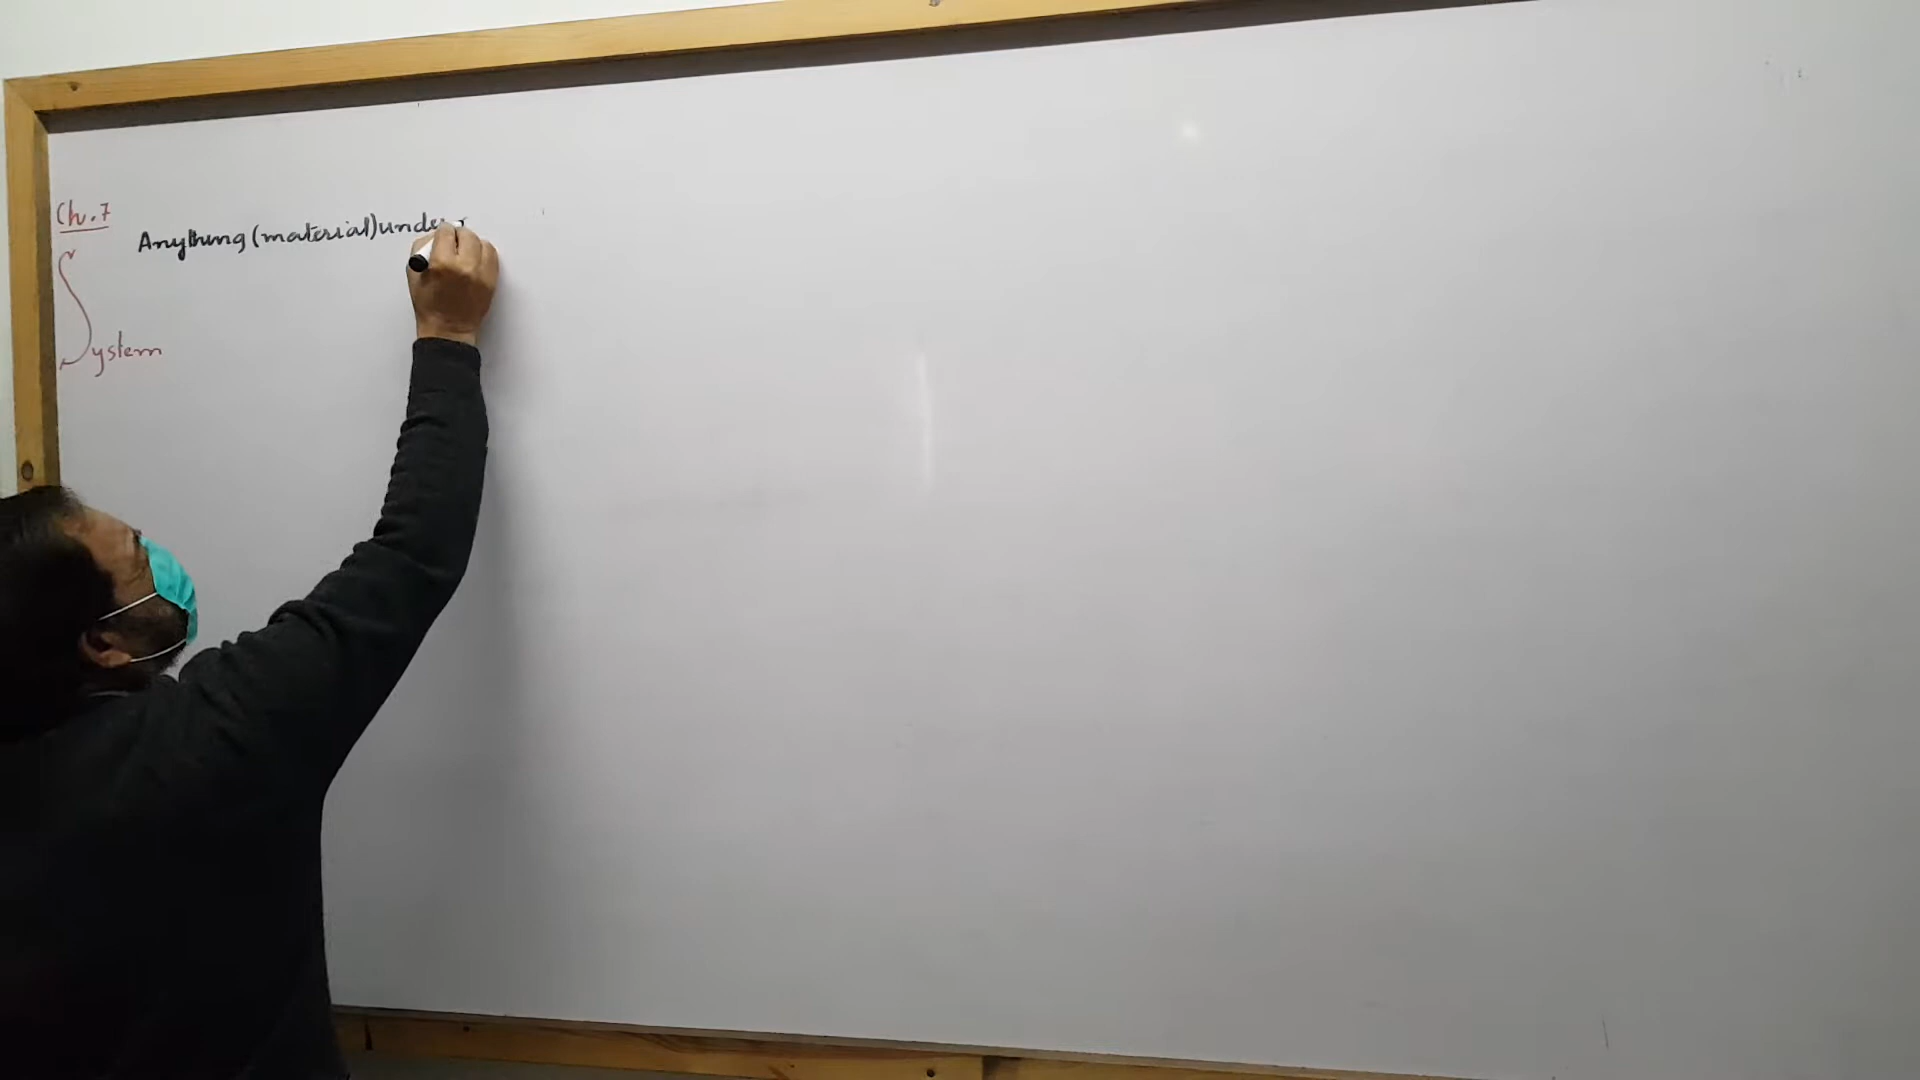 Ch. 7
Anything (material) under
System